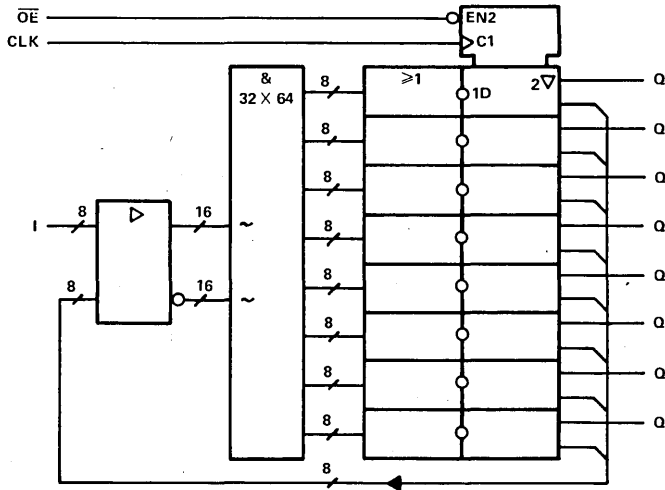 OE EN2
CLK C1
& 8 ≥1 2▽ Q
32 X 64 1D
8 Q
8 Q
8 16 8 Q
I ▷ ~
8 16 8 Q
~
8 Q
8 Q
8 Q
8